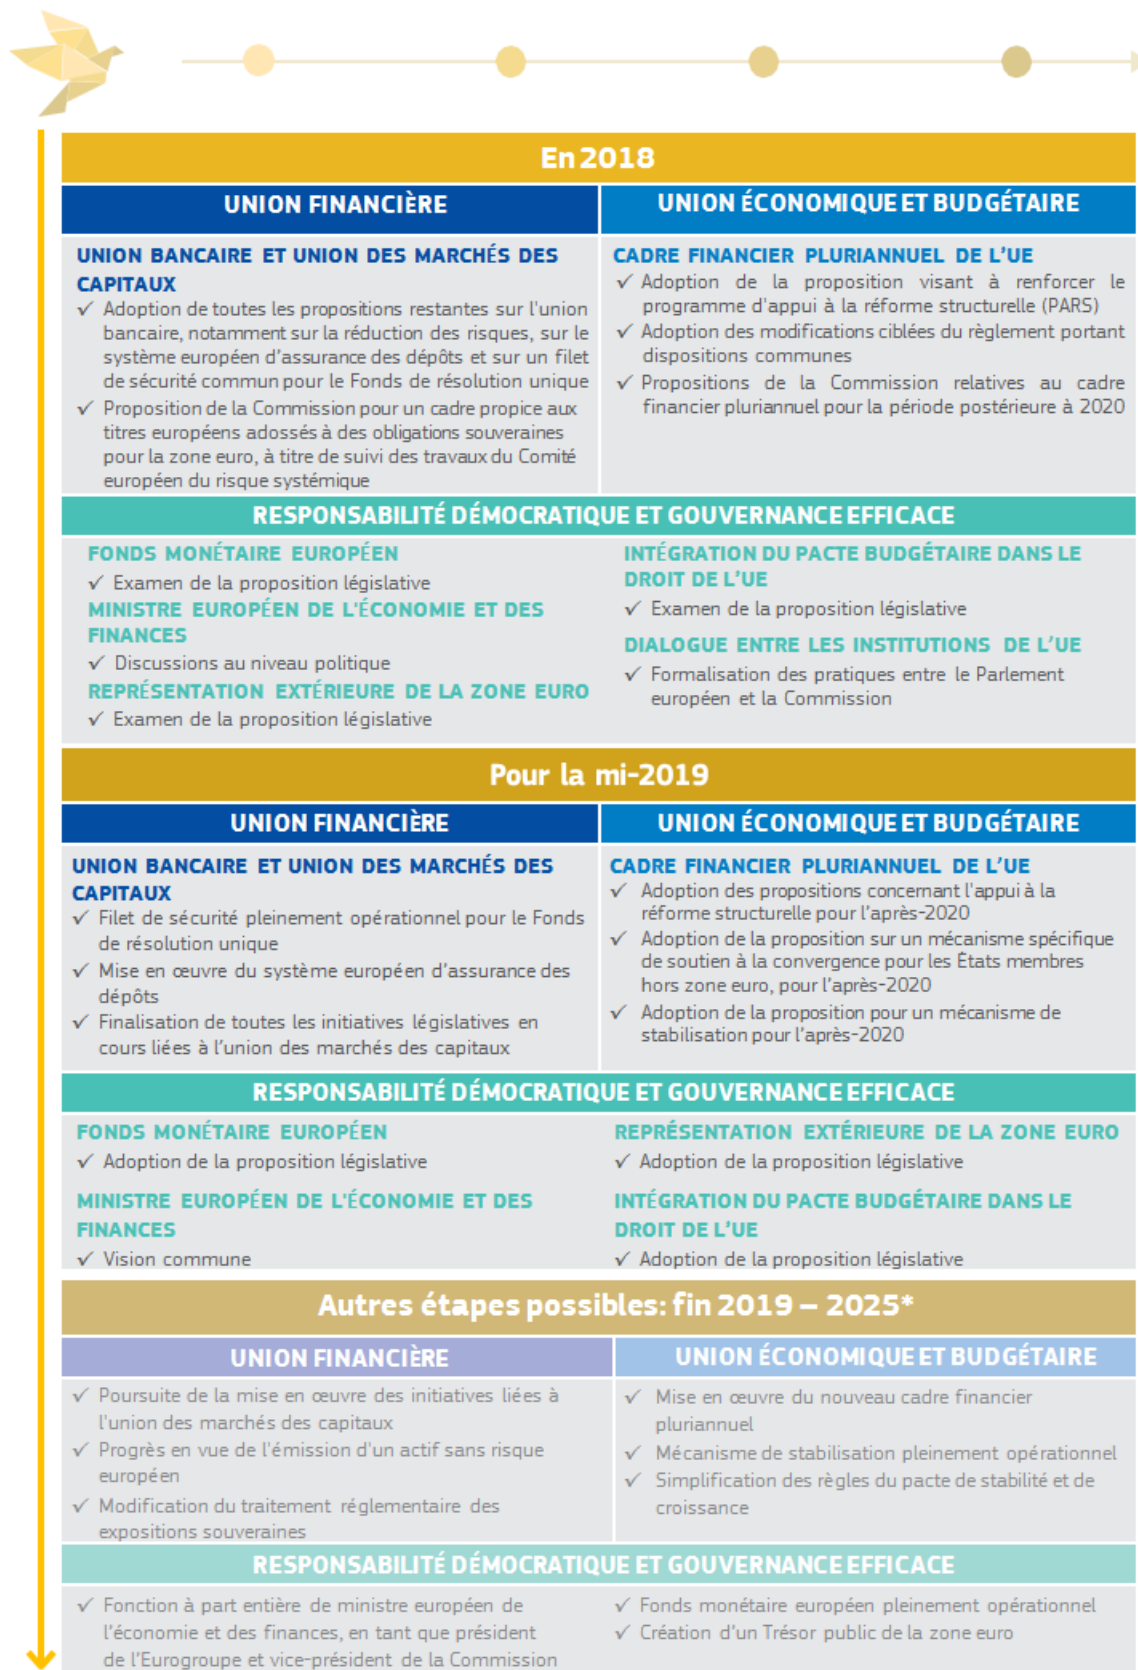 En 2018
UNION FINANCIÈRE
UNION ÉCONOMIQUE ET BUDGÉTAIRE
UNION BANCAIRE ET UNION DES MARCHÉS DES
CAPITAUX
✓ Adoption de toutes les propositions restantes sur l'union
bancaire, notamment sur la réduction des risques, sur le
système européen d'assurance des dépôts et sur un filet
de sécurité commun pour le Fonds de résolution unique
✓ Proposition de la Commission pour un cadre propice aux
titres européens adossés à des obligations souveraines
pour la zone euro, à titre de suivi des travaux du Comité
européen du risque systémique
CADRE FINANCIER PLURIANNUEL DE L'UE
✓ Adoption de la proposition visant à renforcer le
programme d'appui à la réforme structurelle (PARS)
✓ Adoption des modifications ciblées du règlement portant
dispositions communes
✓ Propositions de la Commission relatives au cadre
financier pluriannuel pour la période postérieure à 2020
RESPONSABILITÉ DÉMOCRATIQUE ET GOUVERNANCE EFFICACE
FONDS MONÉTAIRE EUROPÉEN
✓ Examen de la proposition législative
MINISTRE EUROPÉEN DE L'ÉCONOMIE ET DES
FINANCES
✓ Discussions au niveau politique
REPRÉSENTATION EXTÉRIEURE DE LA ZONE EURO
✓ Examen de la proposition législative
INTÉGRATION DU PACTE BUDGÉTAIRE DANS LE
DROIT DE L'UE
✓ Examen de la proposition législative
DIALOGUE ENTRE LES INSTITUTIONS DE L'UE
✓ Formalisation des pratiques entre le Parlement
européen et la Commission
Pour la mi-2019
UNION FINANCIÈRE
UNION ÉCONOMIQUE ET BUDGÉTAIRE
UNION BANCAIRE ET UNION DES MARCHÉS DES
CAPITAUX
✓ Filet de sécurité pleinement opérationnel pour le Fonds
de résolution unique
✓ Mise en œuvre du système européen d'assurance des
dépôts
✓ Finalisation de toutes les initiatives législatives en
cours liées à l'union des marchés des capitaux
CADRE FINANCIER PLURIANNUEL DE L'UE
✓ Adoption des propositions concernant l'appui à la
réforme structurelle pour l'après-2020
✓ Adoption de la proposition sur un mécanisme spécifique
de soutien à la convergence pour les États membres
hors zone euro, pour l'après-2020
✓ Adoption de la proposition pour un mécanisme de
stabilisation pour l'après-2020
RESPONSABILITÉ DÉMOCRATIQUE ET GOUVERNANCE EFFICACE
FONDS MONÉTAIRE EUROPÉEN
✓ Adoption de la proposition législative
MINISTRE EUROPÉEN DE L'ÉCONOMIE ET DES
FINANCES
✓ Vision commune
REPRÉSENTATION EXTÉRIEURE DE LA ZONE EURO
✓ Adoption de la proposition législative
INTÉGRATION DU PACTE BUDGÉTAIRE DANS LE
DROIT DE L'UE
✓ Adoption de la proposition législative
Autres étapes possibles: fin 2019 – 2025*
UNION FINANCIÈRE
UNION ÉCONOMIQUE ET BUDGÉTAIRE
✓ Poursuite de la mise en œuvre des initiatives liées à
l'union des marchés des capitaux
✓ Progrès en vue de l'émission d'un actif sans risque
européen
✓ Modification du traitement réglementaire des
expositions souveraines
✓ Mise en œuvre du nouveau cadre financier
pluriannuel
✓ Mécanisme de stabilisation pleinement opérationnel
✓ Simplification des règles du pacte de stabilité et de
croissance
RESPONSABILITÉ DÉMOCRATIQUE ET GOUVERNANCE EFFICACE
✓ Fonction à part entière de ministre européen de
l'économie et des finances, en tant que président
de l'Eurogroupe et vice-président de la Commission
✓ Fonds monétaire européen pleinement opérationnel
✓ Création d'un Trésor public de la zone euro